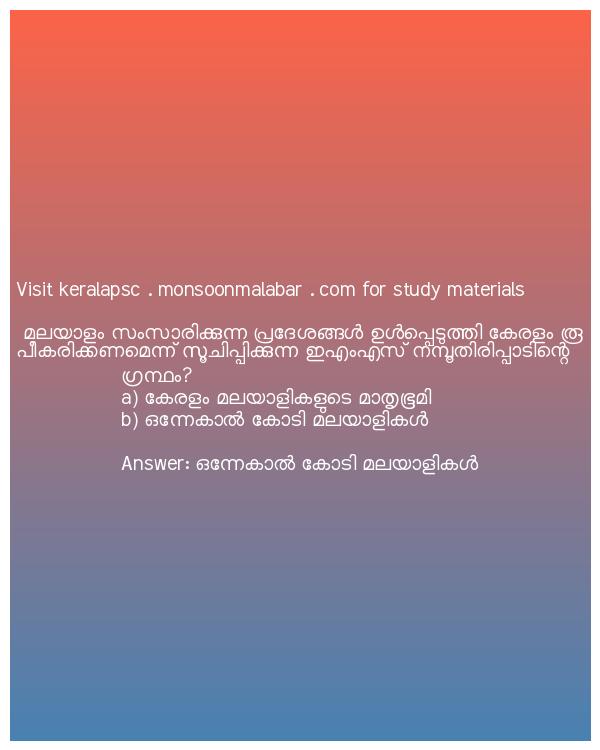 Visit keralapsc . monsoonmalabar . com for study materials
മലയാളം സംസാരിക്കുന്ന പ്രദേശങ്ങൾ ഉൾപ്പെടുത്തി കേരളം രൂ
പീകരിക്കണമെന്ന് സൂചിപ്പിക്കുന്ന ഇഎംഎസ് നമ്പൂതിരിപ്പാടിന്റെ
ഗ്രന്ഥം?
a) കേരളം മലയാളികളുടെ മാതൃഭൂമി
b) ഒന്നേകാൽ കോടി മലയാളികൾ
Answer: ഒന്നേകാൽ കോടി മലയാളികൾ